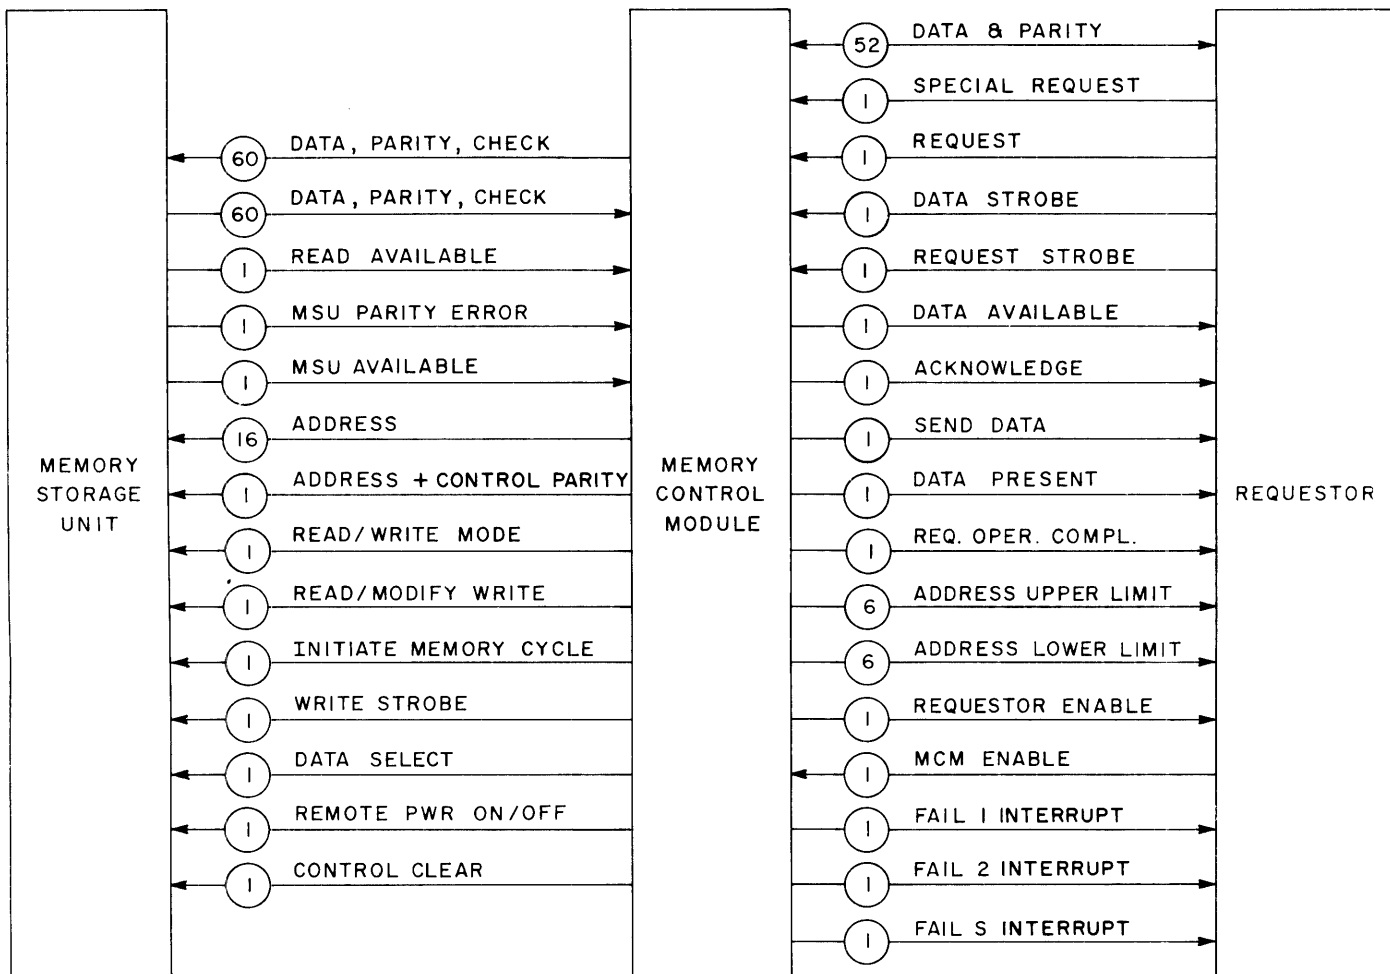 MEMORY
STORAGE
UNIT
60 DATA, PARITY, CHECK
60 DATA, PARITY, CHECK
1 READ AVAILABLE
1 MSU PARITY ERROR
1 MSU AVAILABLE
16 ADDRESS
1 ADDRESS + CONTROL PARITY
1 READ/WRITE MODE
1 READ/MODIFY WRITE
1 INITIATE MEMORY CYCLE
1 WRITE STROBE
1 DATA SELECT
1 REMOTE PWR ON/OFF
1 CONTROL CLEAR
MEMORY
CONTROL
MODULE
52 DATA & PARITY
1 SPECIAL REQUEST
1 REQUEST
1 DATA STROBE
1 REQUEST STROBE
1 DATA AVAILABLE
1 ACKNOWLEDGE
1 SEND DATA
1 DATA PRESENT
1 REQ. OPER. COMPL.
6 ADDRESS UPPER LIMIT
6 ADDRESS LOWER LIMIT
1 REQUESTOR ENABLE
1 MCM ENABLE
1 FAIL 1 INTERRUPT
1 FAIL 2 INTERRUPT
1 FAIL S INTERRUPT
REQUESTOR